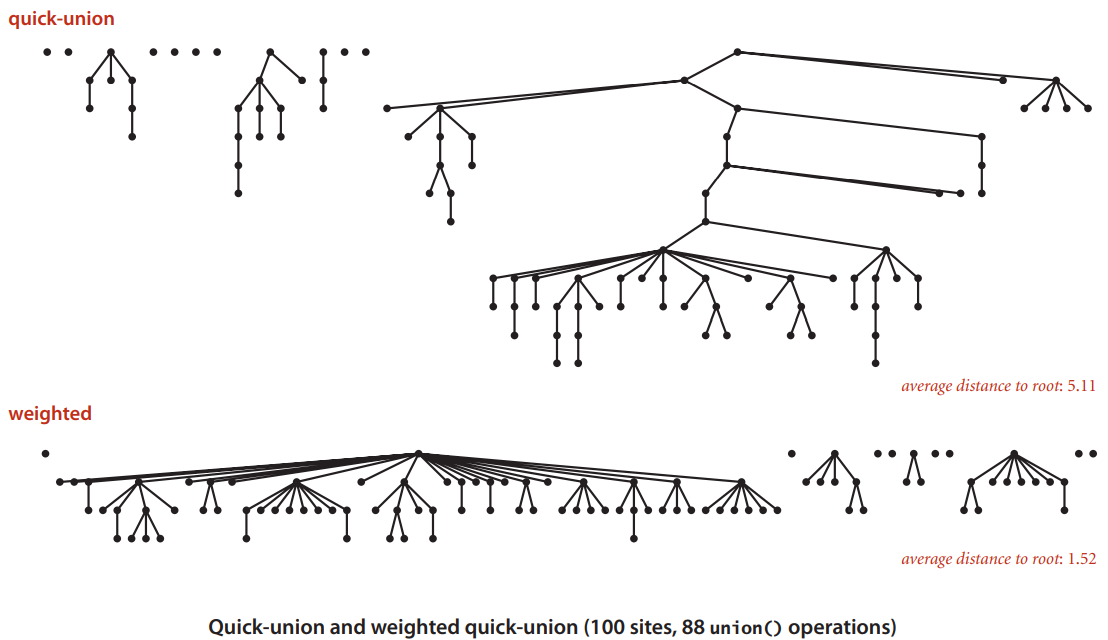 quick-union
average distance to root: 5.11
weighted
average distance to root: 1.52
Quick-union and weighted quick-union (100 sites, 88 union() operations)